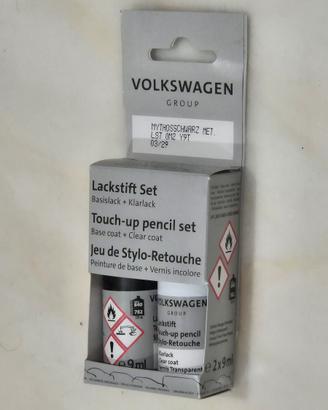 VOLKSWAGEN
GROUP
MYTHOSSCHWARZ MET.
LST 0M2 Y9T
03/29
Lackstift Set
Basislack + Klarlack
Touch-up pencil set
Base coat + Clear coat
Jeu de Stylo-Retouche
Peinture de base + Vernis incolore
VOLKSWAGEN
GROUP
Lackstift
Touch-up pencil
Stylo-Retouche
Klarlack
Clear coat
Vernis Transparent
℮ 9ml
℮ 2x9ml